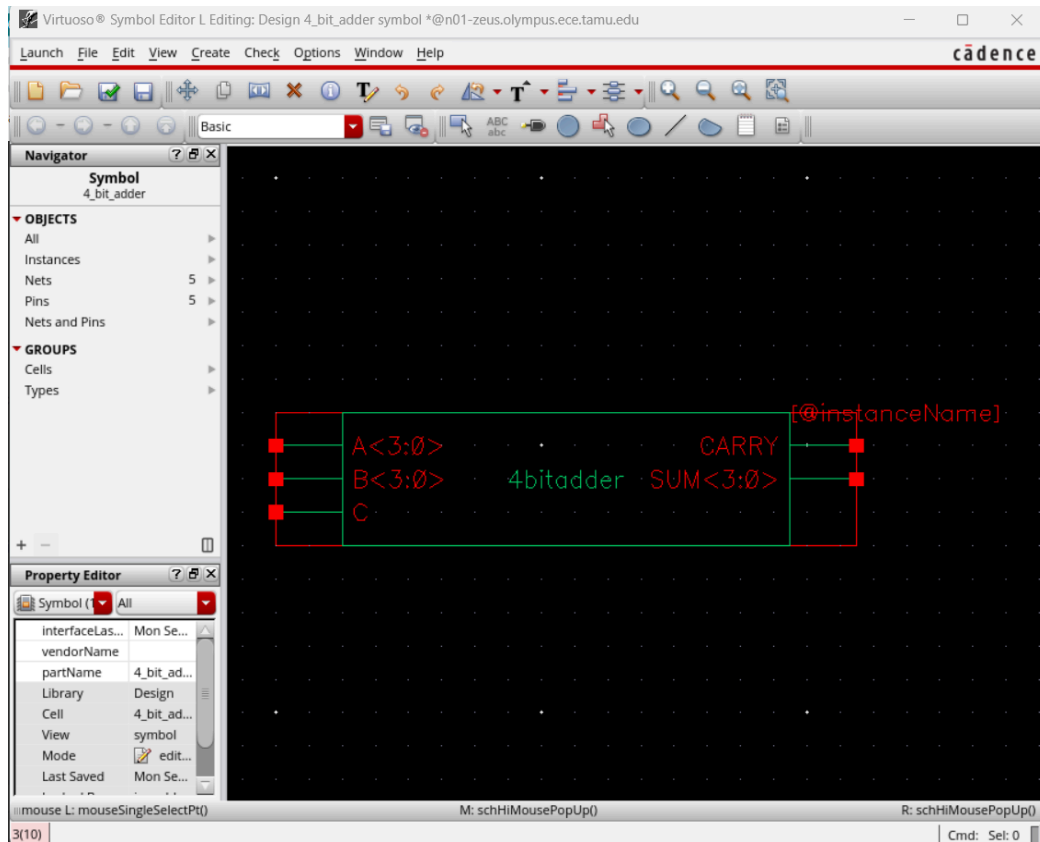 Virtuoso® Symbol Editor L Editing: Design 4_bit_adder symbol *@n01-zeus.olympus.ece.tamu.edu
Launch File Edit View Create Check Options Window Help
cādence
Basic
ABC
abc
Navigator
Symbol
4_bit_adder
OBJECTS
All
Instances
Nets 5
Pins 5
Nets and Pins
GROUPS
Cells
Types
[@instanceName]
A<3:0> CARRY
B<3:0> 4bitadder SUM<3:0>
C
Property Editor
Symbol (1 All
interfaceLas... Mon Se...
vendorName
partName 4_bit_ad...
Library Design
Cell 4_bit_ad...
View symbol
Mode edit...
Last Saved Mon Se...
mouse L: mouseSingleSelectPt() M: schHiMousePopUp() R: schHiMousePopUp()
3(10) Cmd: Sel: 0